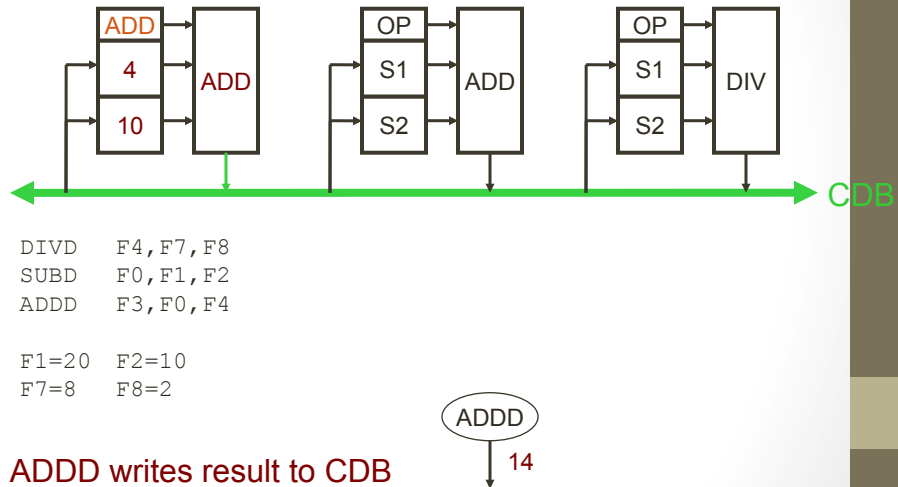 ADD OP OP
4 ADD S1 ADD S1 DIV
10 S2 S2
CDB
DIVD F4,F7,F8
SUBD F0,F1,F2
ADDD F3,F0,F4
F1=20 F2=10
F7=8 F8=2
ADDD
14
ADDD writes result to CDB